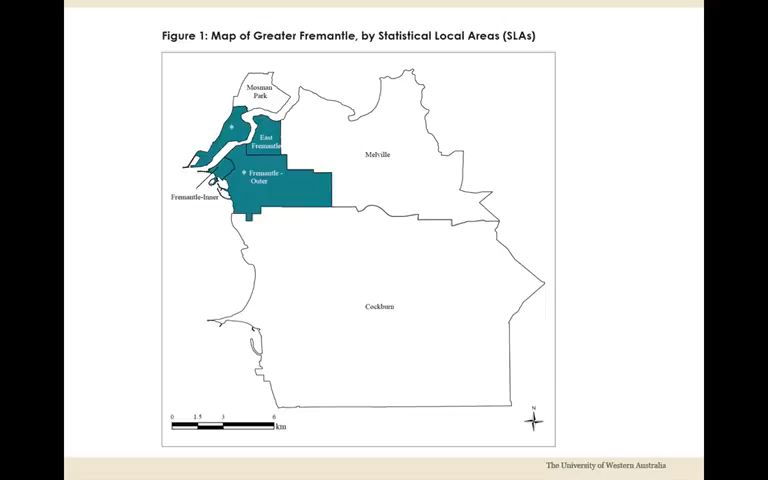 Figure 1: Map of Greater Fremantle, by Statistical Local Areas (SLAs)
Mosman
Park
East
Fremantle
Melville
Fremantle -
Outer
Fremantle-Inner
Cockburn
N
0 1.5 3 6
km
The University of Western Australia